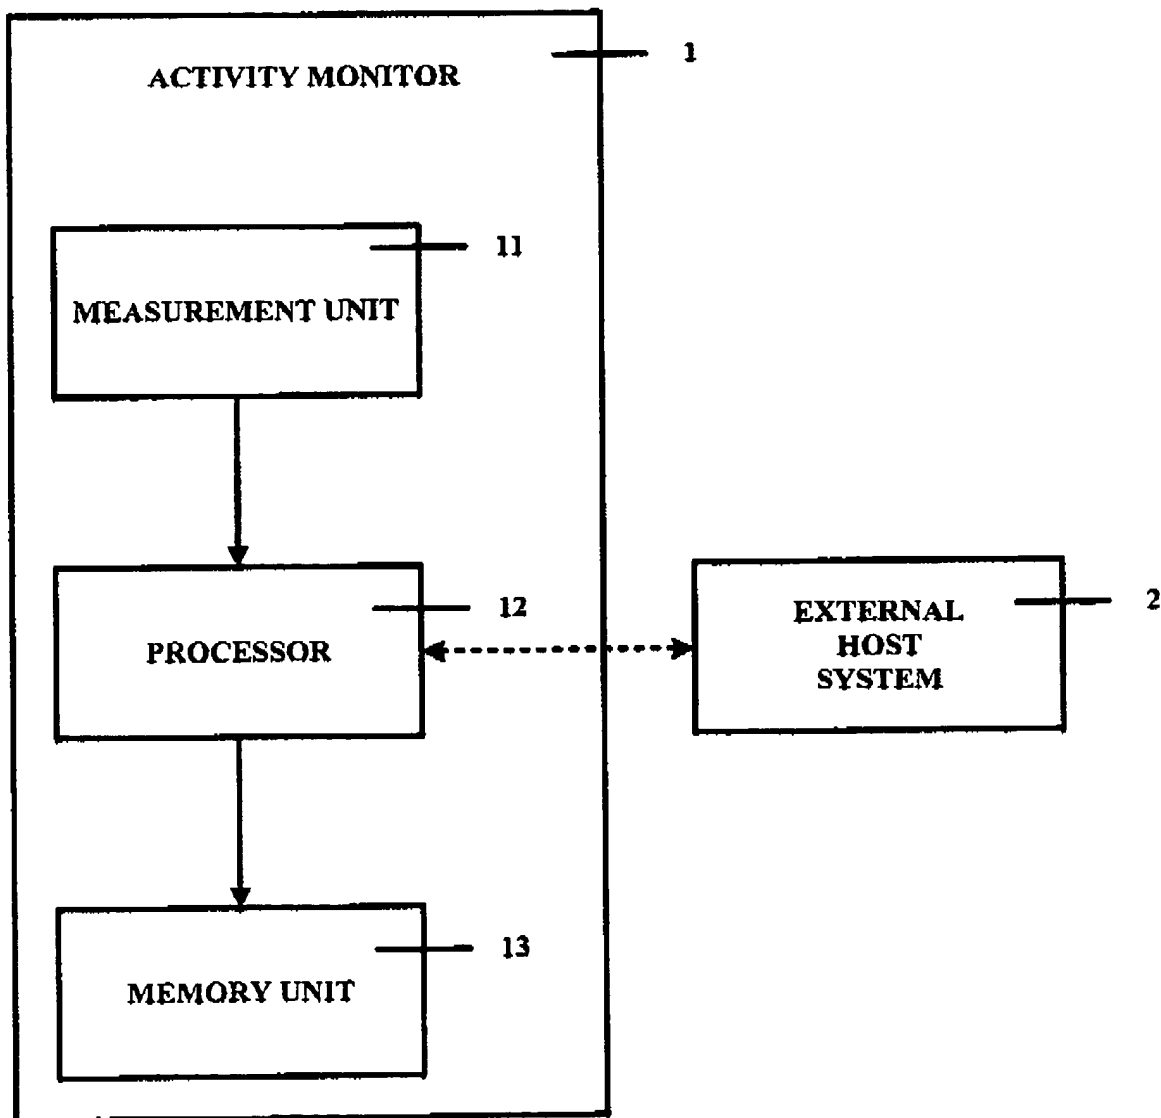 ACTIVITY MONITOR
1
11
MEASUREMENT UNIT
12
PROCESSOR
EXTERNAL
HOST
SYSTEM
2
13
MEMORY UNIT